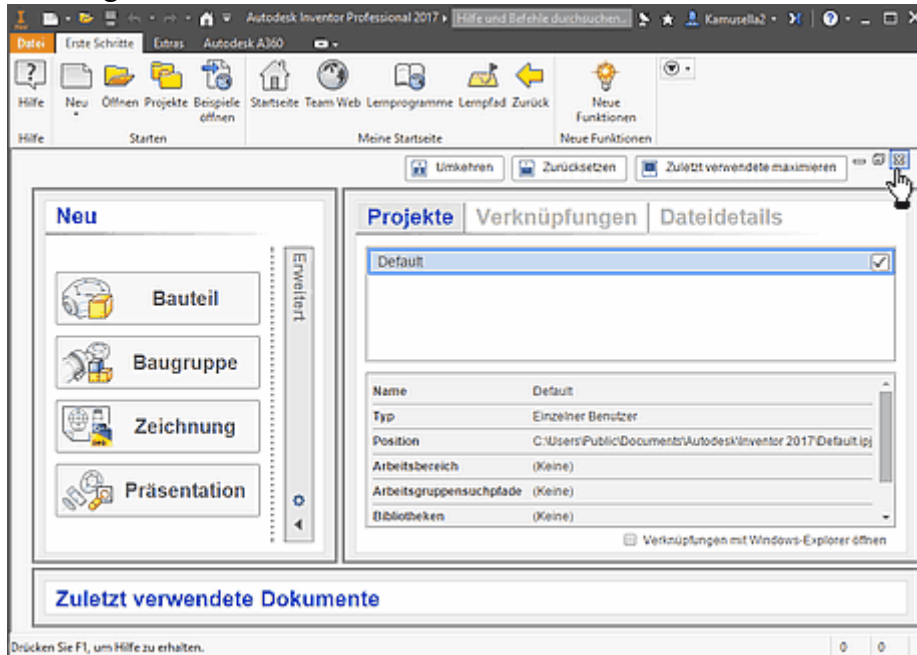 Autodesk Inventor Professional 2017 Hilfe und Befehle durchsuchen... Kamusella2
Datei Erste Schritte Extras Autodesk A360
Hilfe Neu Öffnen Projekte Beispiele öffnen Startseite Team Web Lernprogramme Lernpfad Zurück Neue Funktionen
Hilfe Starten Meine Startseite Neue Funktionen
Umkehren Zurücksetzen Zuletzt verwendete maximieren
Neu
Erweitert
Bauteil
Baugruppe
Zeichnung
Präsentation
Projekte Verknüpfungen Dateidetails
Default
Name Default
Typ Einzelner Benutzer
Position C:\Users\Public\Documents\Autodesk\Inventor 2017\Default.ipj
Arbeitsbereich (Keine)
Arbeitsgruppensuchpfade (Keine)
Bibliotheken (Keine)
Verknüpfungen mit Windows-Explorer öffnen
Zuletzt verwendete Dokumente
Drücken Sie F1, um Hilfe zu erhalten. 0 0